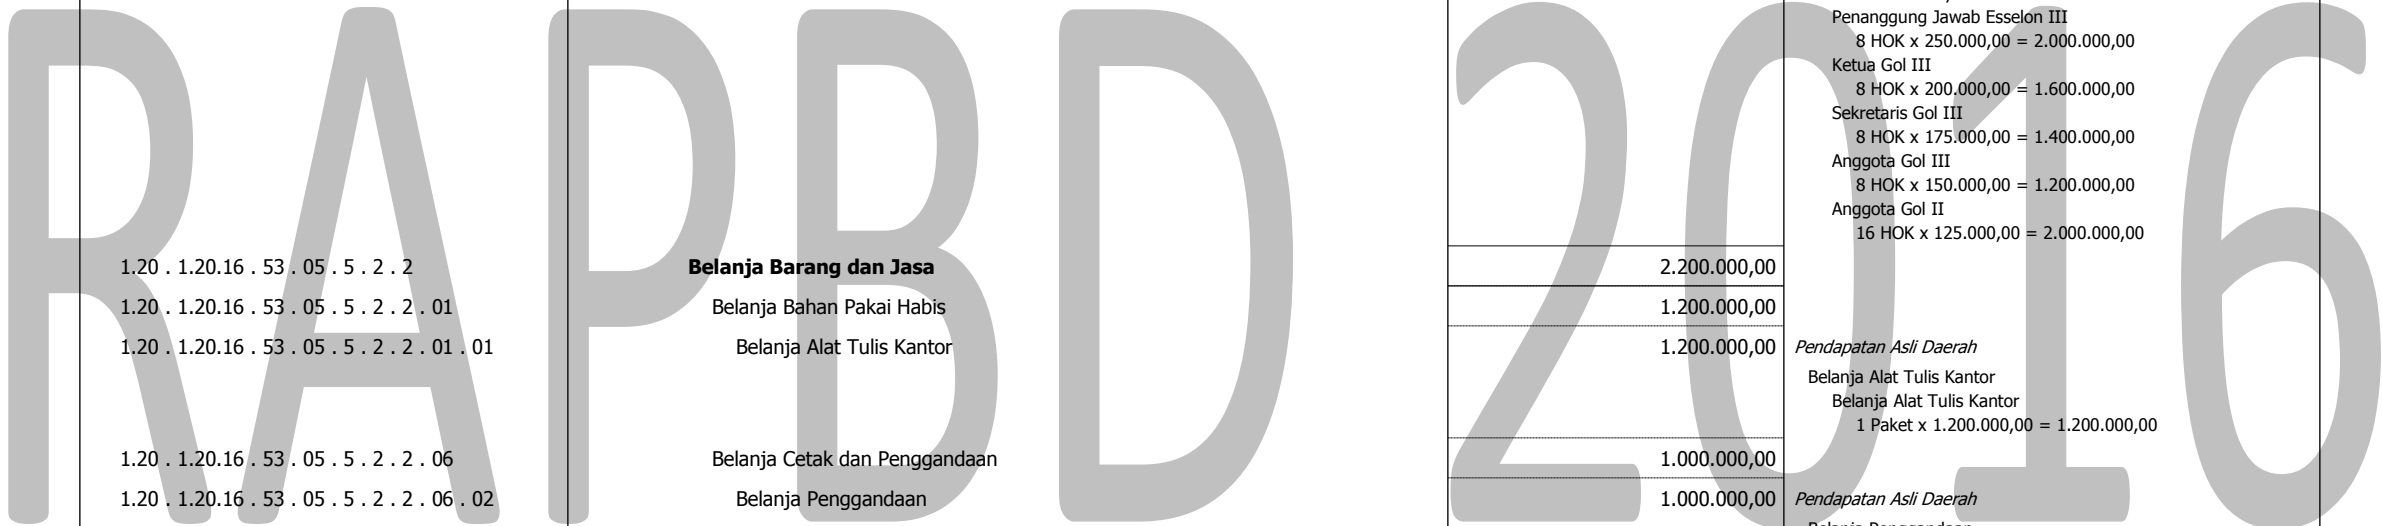 RAPBD 2016
Penanggung Jawab Esselon III
8 HOK x 250.000,00 = 2.000.000,00
Ketua Gol III
8 HOK x 200.000,00 = 1.600.000,00
Sekretaris Gol III
8 HOK x 175.000,00 = 1.400.000,00
Anggota Gol III
8 HOK x 150.000,00 = 1.200.000,00
Anggota Gol II
16 HOK x 125.000,00 = 2.000.000,00
1.20 . 1.20.16 . 53 . 05 . 5 . 2 . 2 Belanja Barang dan Jasa 2.200.000,00
1.20 . 1.20.16 . 53 . 05 . 5 . 2 . 2 . 01 Belanja Bahan Pakai Habis 1.200.000,00
1.20 . 1.20.16 . 53 . 05 . 5 . 2 . 2 . 01 . 01 Belanja Alat Tulis Kantor 1.200.000,00 Pendapatan Asli Daerah
Belanja Alat Tulis Kantor
Belanja Alat Tulis Kantor
1 Paket x 1.200.000,00 = 1.200.000,00
1.20 . 1.20.16 . 53 . 05 . 5 . 2 . 2 . 06 Belanja Cetak dan Penggandaan 1.000.000,00
1.20 . 1.20.16 . 53 . 05 . 5 . 2 . 2 . 06 . 02 Belanja Penggandaan 1.000.000,00 Pendapatan Asli Daerah
Belanja Penggandaan